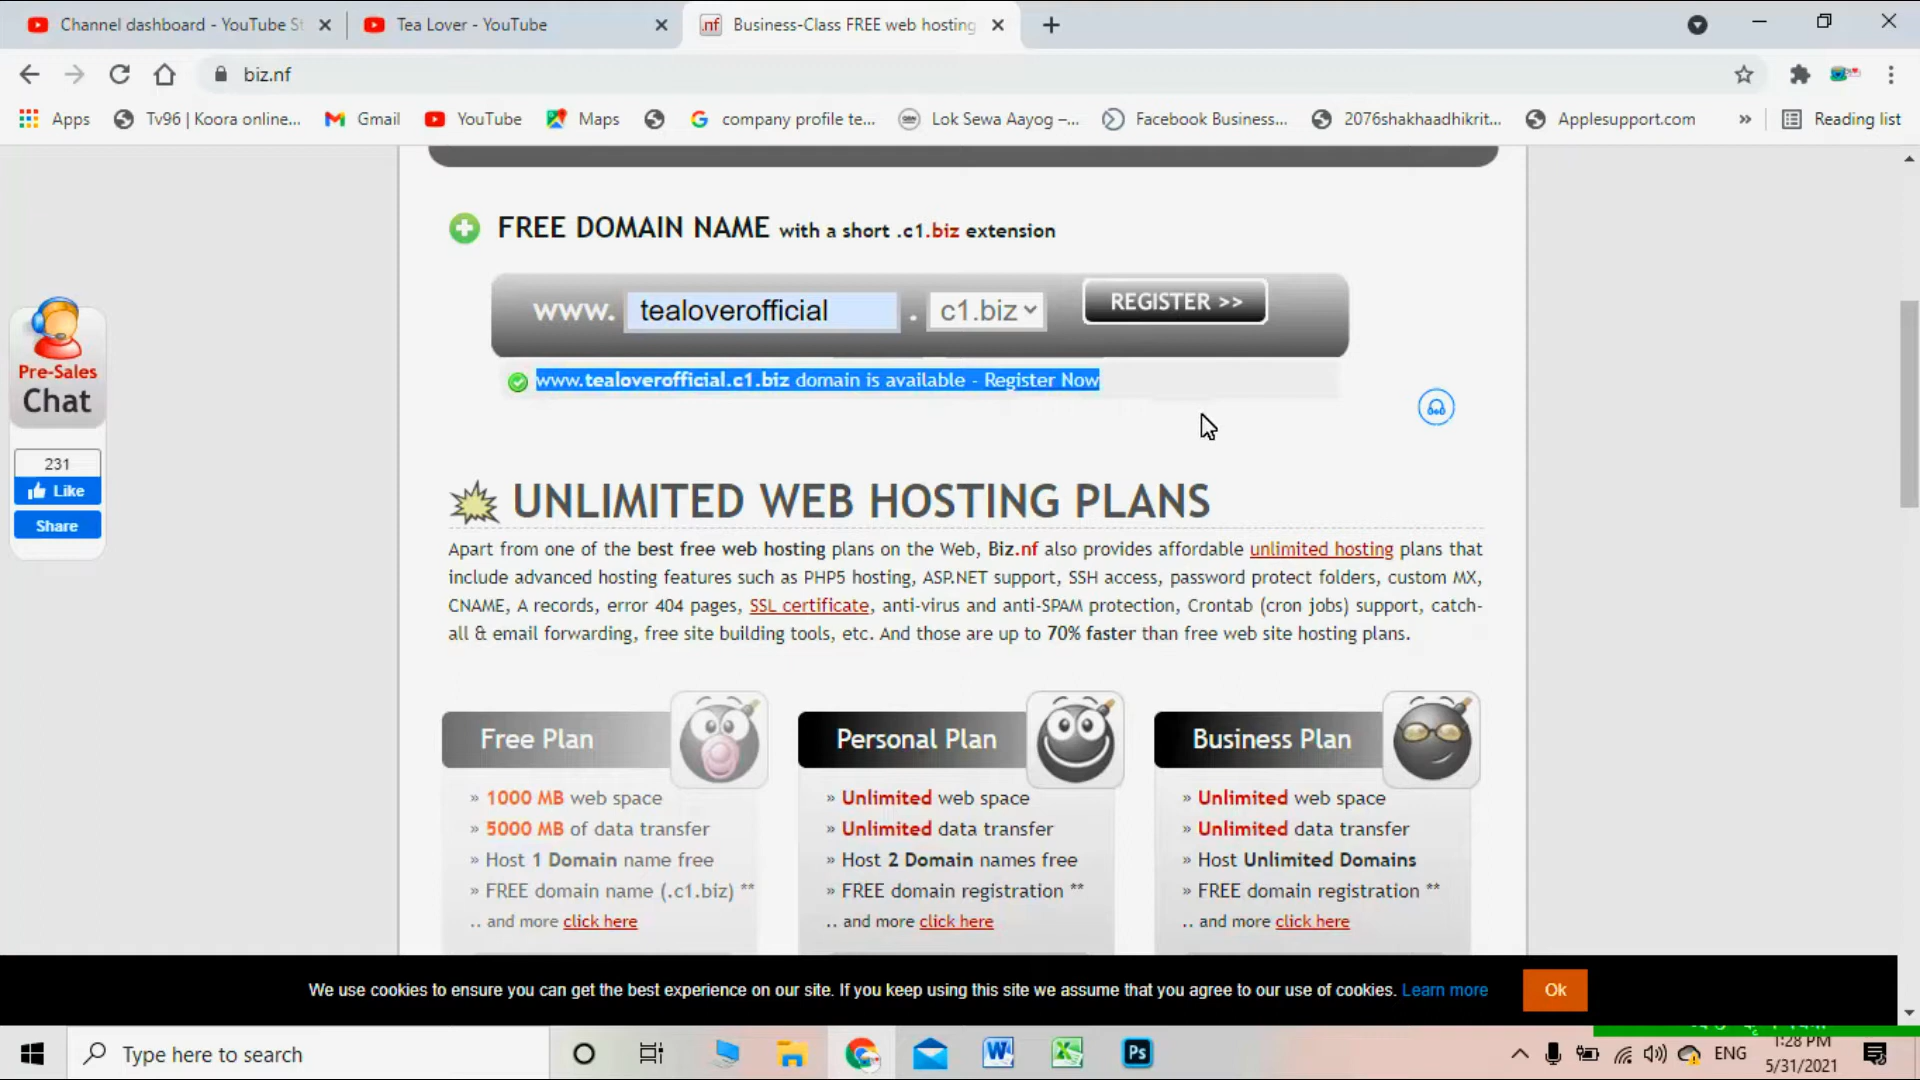 Channel dashboard - YouTube St
Tea Lover - YouTube
.nf Business-Class FREE web hosting
biz.nf
Apps
Tv96 | Koora online...
Gmail
YouTube
Maps
company profile te...
Lok Sewa Aayog –...
Facebook Business...
2076shakhaadhikrit...
Applesupport.com
»
Reading list
FREE DOMAIN NAME with a short .c1.biz extension
www. tealoverofficial . c1.biz REGISTER >>
www.tealoverofficial.c1.biz domain is available - Register Now
Pre-Sales
Chat
231
Like
Share
UNLIMITED WEB HOSTING PLANS
Apart from one of the best free web hosting plans on the Web, Biz.nf also provides affordable unlimited hosting plans that
include advanced hosting features such as PHP5 hosting, ASP.NET support, SSH access, password protect folders, custom MX,
CNAME, A records, error 404 pages, SSL certificate, anti-virus and anti-SPAM protection, Crontab (cron jobs) support, catch-
all & email forwarding, free site building tools, etc. And those are up to 70% faster than free web site hosting plans.
Free Plan
» 1000 MB web space
» 5000 MB of data transfer
» Host 1 Domain name free
» FREE domain name (.c1.biz) **
.. and more click here
Personal Plan
» Unlimited web space
» Unlimited data transfer
» Host 2 Domain names free
» FREE domain registration **
.. and more click here
Business Plan
» Unlimited web space
» Unlimited data transfer
» Host Unlimited Domains
» FREE domain registration **
.. and more click here
We use cookies to ensure you can get the best experience on our site. If you keep using this site we assume that you agree to our use of cookies. Learn more
Ok
Type here to search
Ps
ENG
1:28 PM
5/31/2021